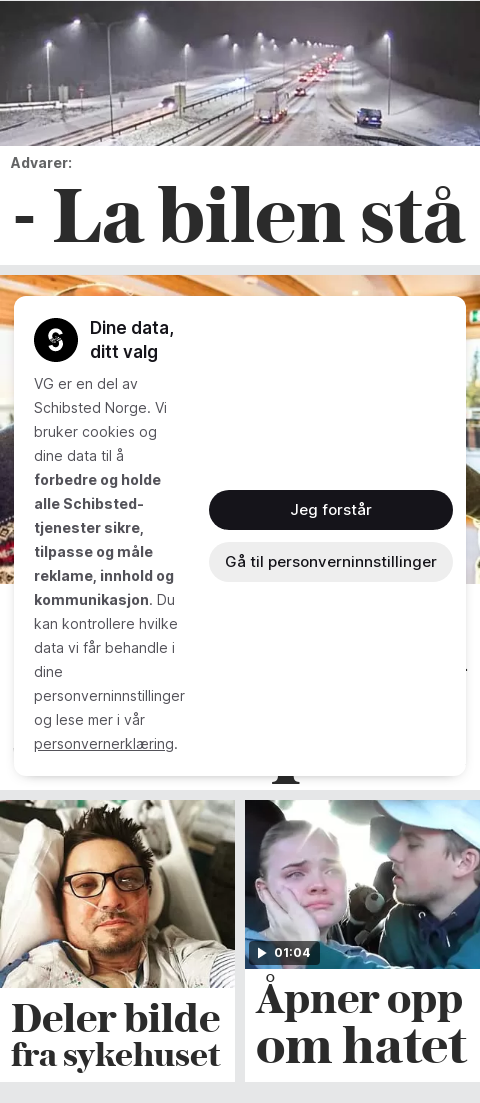 Advarer:
- La bilen stå
Dine data,
ditt valg
VG er en del av
Schibsted Norge. Vi
bruker cookies og
dine data til å
forbedre og holde
alle Schibsted-
tjenester sikre,
tilpasse og måle
reklame, innhold og
kommunikasjon. Du
kan kontrollere hvilke
data vi får behandle i
dine
personverninnstillinger
og lese mer i vår
personvernerklæring.
Jeg forstår
Gå til personverninnstillinger
01:04
Deler bilde
fra sykehuset
Åpner opp
om hatet